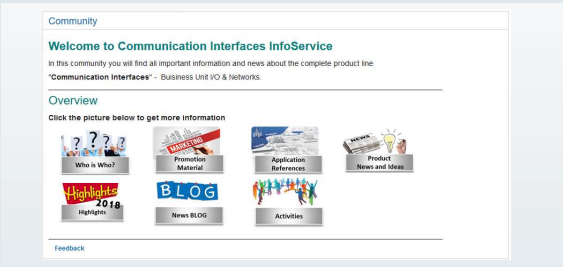 Community
Welcome to Communication Interfaces InfoService
In this community you will find all important information and news about the complete product line
"Communication Interfaces" - Buisiness Unit I/O & Networks.
Overview
Click the picture below to get more information
? ? ? ?
Who is Who?
MARKETING
Promotion
Material
Application
References
NEWS
Product
News and Ideas
Highlights
2018
Highlights
BLOG
News BLOG
Activities
Feedback